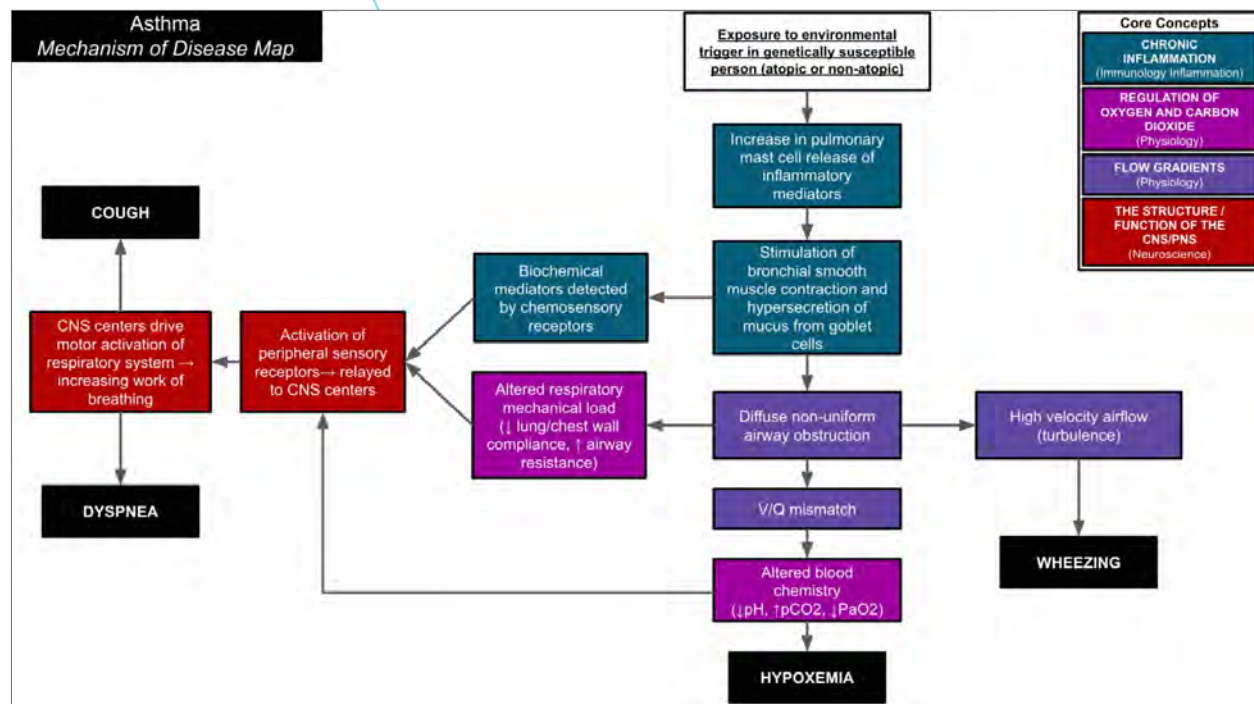 Asthma
Mechanism of Disease Map
Exposure to environmental
trigger in genetically susceptible
person (atopic or non-atopic)
Core Concepts
CHRONIC
INFLAMMATION
(Immunology Inflammation)
REGULATION OF
OXYGEN AND CARBON
DIOXIDE
(Physiology)
FLOW GRADIENTS
(Physiology)
THE STRUCTURE /
FUNCTION OF THE
CNS/PNS
(Neuroscience)
Increase in pulmonary
mast cell release of
inflammatory
mediators
COUGH
Biochemical
mediators detected
by chemosensory
receptors
Stimulation of
bronchial smooth
muscle contraction and
hypersecretion of
mucus from goblet
cells
CNS centers drive
motor activation of
respiratory system →
increasing work of
breathing
Activation of
peripheral sensory
receptors→ relayed
to CNS centers
Altered respiratory
mechanical load
(↓ lung/chest wall
compliance, ↑ airway
resistance)
Diffuse non-uniform
airway obstruction
High velocity airflow
(turbulence)
DYSPNEA
V/Q mismatch
WHEEZING
Altered blood
chemistry
(↓pH, ↑pCO2, ↓PaO2)
HYPOXEMIA